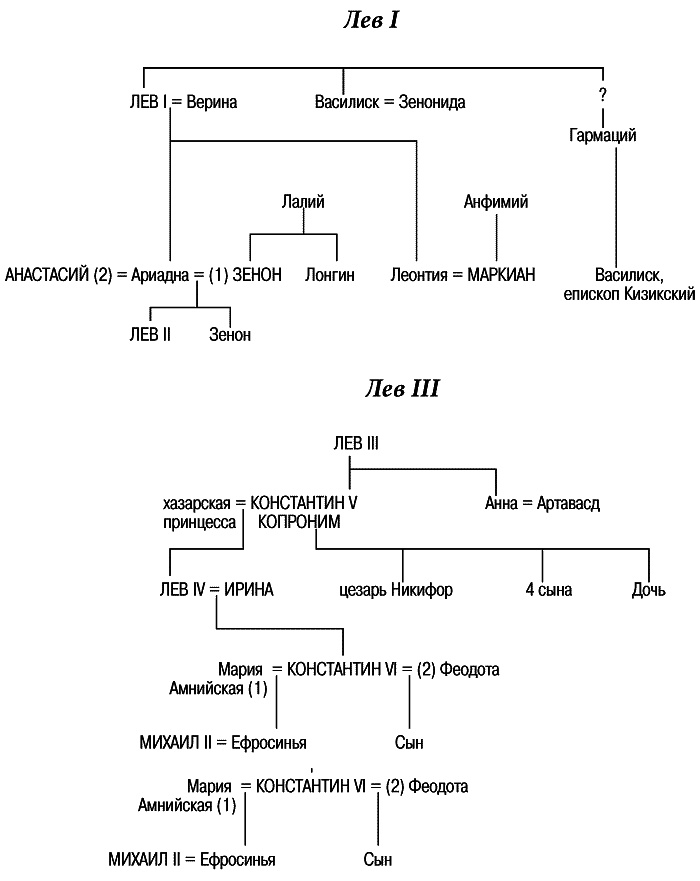 Лев I
ЛЕВ I = Верина Василиск = Зенонида ?
Гармаций
Лалий Анфимий
АНАСТАСИЙ (2) = Ариадна = (1) ЗЕНОН Лонгин Леонтия = МАРКИАН Василиск,
епископ Кизикский
ЛЕВ II Зенон
Лев III
ЛЕВ III
хазарская = КОНСТАНТИН V Анна = Артавасд
принцесса КОПРОНИМ
ЛЕВ IV = ИРИНА цезарь Никифор 4 сына Дочь
Мария = КОНСТАНТИН VI = (2) Феодота
Амнийская (1)
МИХАИЛ II = Ефросинья Сын
Мария = КОНСТАНТИН VI = (2) Феодота
Амнийская (1)
МИХАИЛ II = Ефросинья Сын